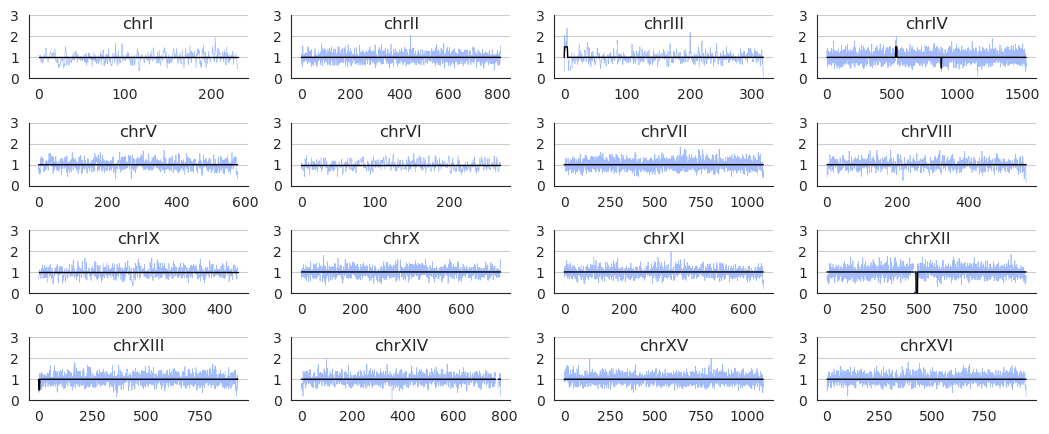 chrI
chrII
chrIII
chrIV
3 2 1 0
3 2 1 0
3 2 1 0
3 2 1 0
0 100 200
0 200 400 600 800
0 100 200 300
0 500 1000 1500
chrV
chrVI
chrVII
chrVIII
3 2 1 0
3 2 1 0
3 2 1 0
3 2 1 0
0 200 400 600
0 100 200
0 250 500 750 1000
0 200 400
chrIX
chrX
chrXI
chrXII
3 2 1 0
3 2 1 0
3 2 1 0
3 2 1 0
0 100 200 300 400
0 200 400 600
0 200 400 600
0 250 500 750 1000
chrXIII
chrXIV
chrXV
chrXVI
3 2 1 0
3 2 1 0
3 2 1 0
3 2 1 0
0 250 500 750
0 200 400 600 800
0 250 500 750 1000
0 250 500 750